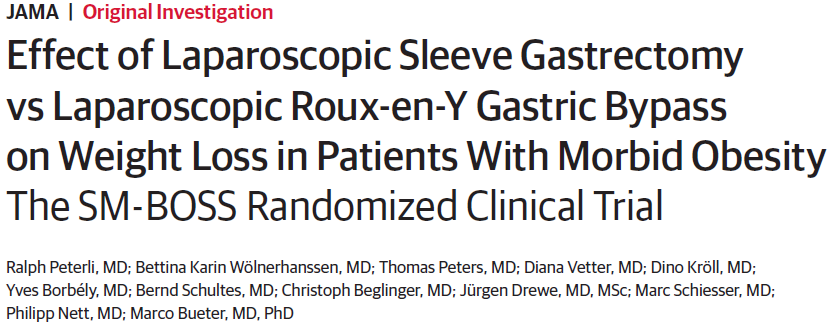 JAMA | Original Investigation
Effect of Laparoscopic Sleeve Gastrectomy
vs Laparoscopic Roux-en-Y Gastric Bypass
on Weight Loss in Patients With Morbid Obesity
The SM-BOSS Randomized Clinical Trial
Ralph Peterli, MD; Bettina Karin Wölnerhanssen, MD; Thomas Peters, MD; Diana Vetter, MD; Dino Kröll, MD;
Yves Borbély, MD; Bernd Schultes, MD; Christoph Beglinger, MD; Jürgen Drewe, MD, MSc; Marc Schiesser, MD;
Philipp Nett, MD; Marco Bueter, MD, PhD